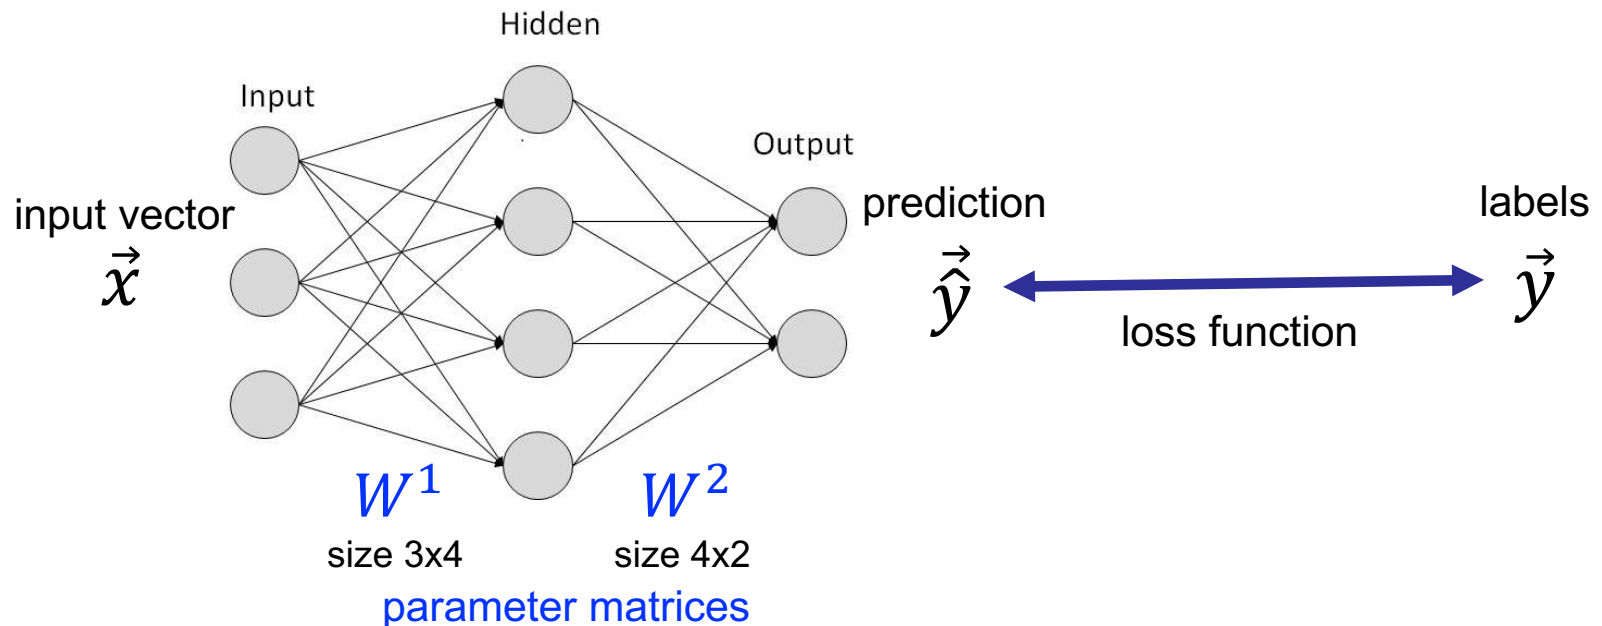 Hidden
Input
Output
input vector
x⃗
prediction
ŷ⃗
loss function
labels
y⃗
W¹
size 3x4
W²
size 4x2
parameter matrices